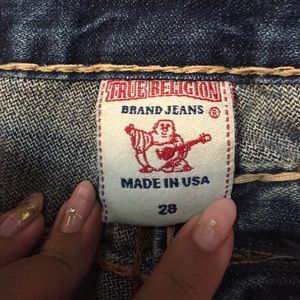 TRUE RELIGION
BRAND JEANS ®
MADE IN USA
28